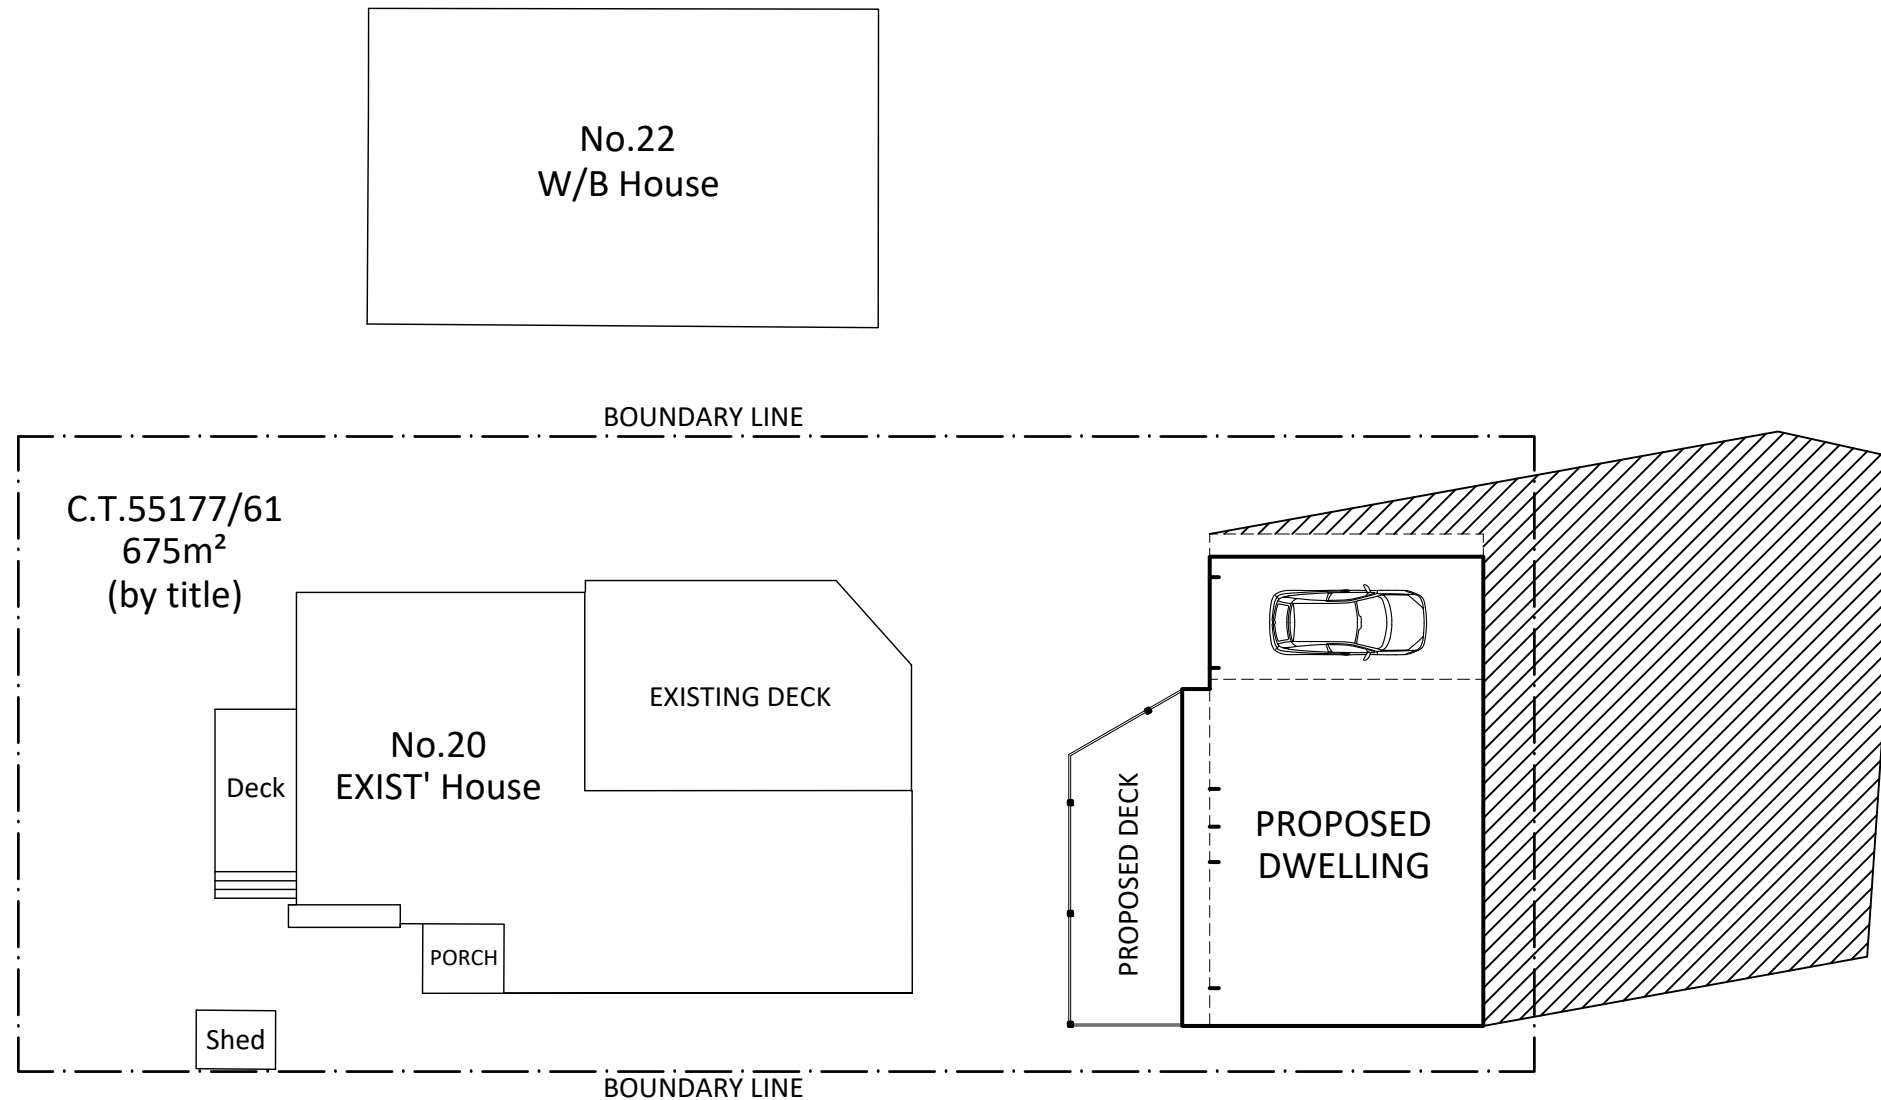 No.22
W/B House
BOUNDARY LINE
C.T.55177/61
675m²
(by title)
EXISTING DECK
No.20
EXIST' House
Deck
PORCH
Shed
PROPOSED DECK
PROPOSED
DWELLING
BOUNDARY LINE